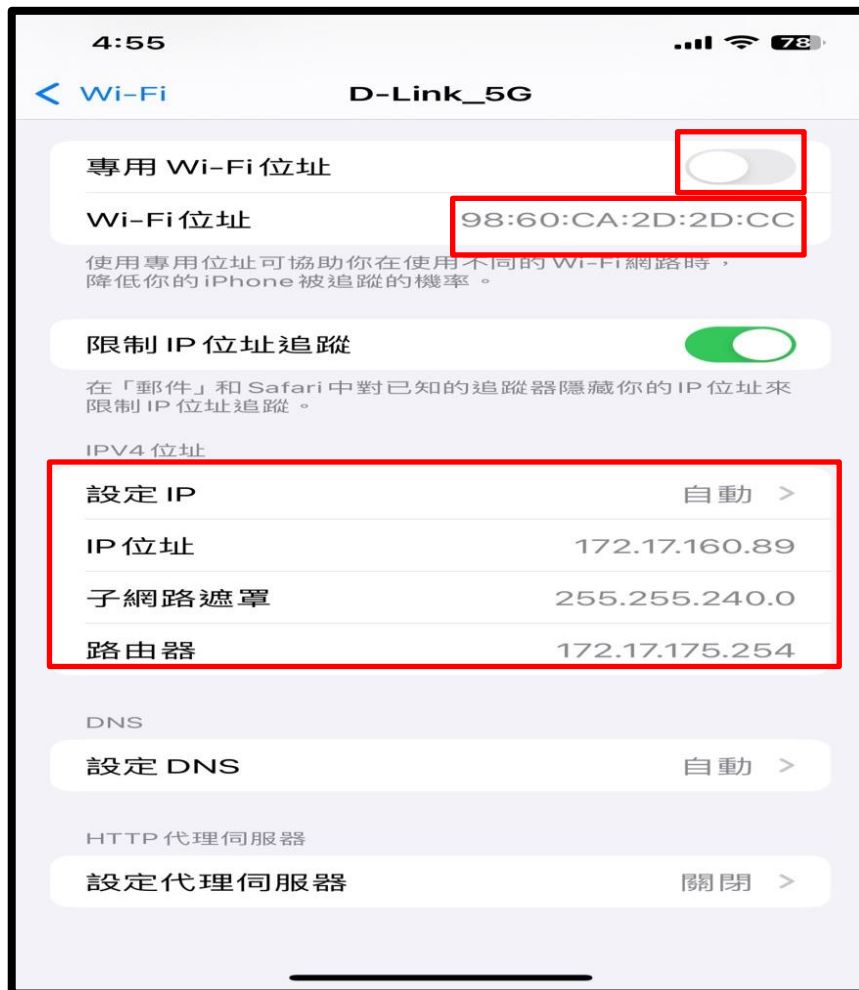 4:55
78
Wi-Fi
D-Link_5G
專用 Wi-Fi 位址
Wi-Fi 位址 98:60:CA:2D:2D:CC
使用專用位址可協助你在使用不同的 Wi-Fi 網路時，
降低你的 iPhone 被追蹤的機率。
限制 IP 位址追蹤
在「郵件」和 Safari 中對已知的追蹤器隱藏你的 IP 位址來
限制 IP 位址追蹤。
IPV4 位址
設定 IP 自動 >
IP 位址 172.17.160.89
子網路遮罩 255.255.240.0
路由器 172.17.175.254
DNS
設定 DNS 自動 >
HTTP 代理伺服器
設定代理伺服器 關閉 >